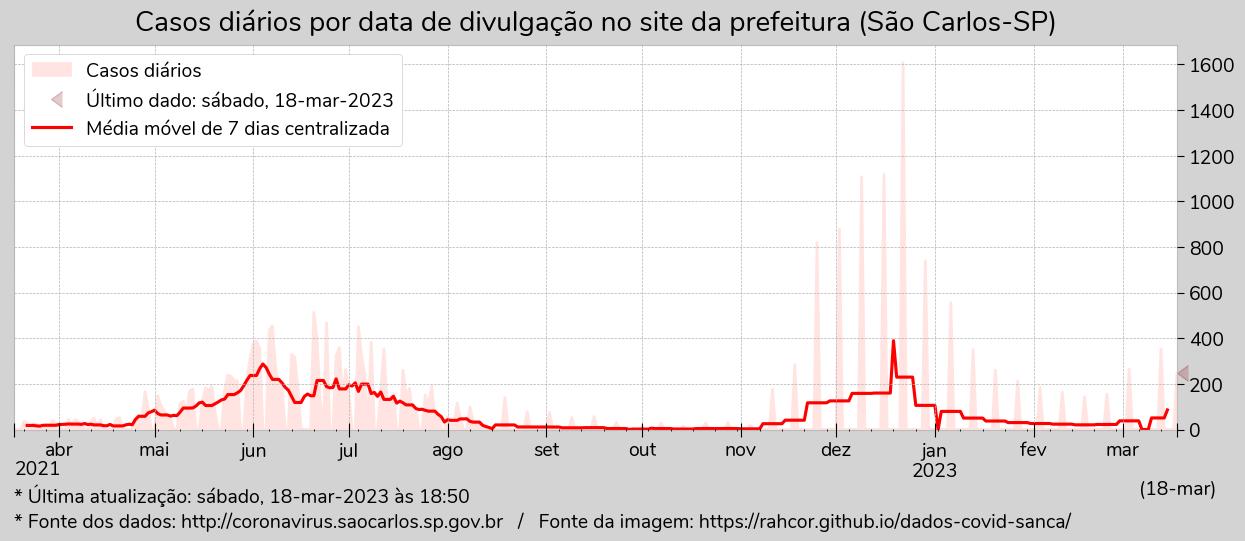 Casos diários por data de divulgação no site da prefeitura (São Carlos-SP)
Casos diários
Último dado: sábado, 18-mar-2023
Média móvel de 7 dias centralizada
1600
1400
1200
1000
800
600
400
200
0
abr mai jun jul ago set out nov dez jan fev mar
2021 2023
(18-mar)
* Última atualização: sábado, 18-mar-2023 às 18:50
* Fonte dos dados: http://coronavirus.saocarlos.sp.gov.br / Fonte da imagem: https://rahcor.github.io/dados-covid-sanca/